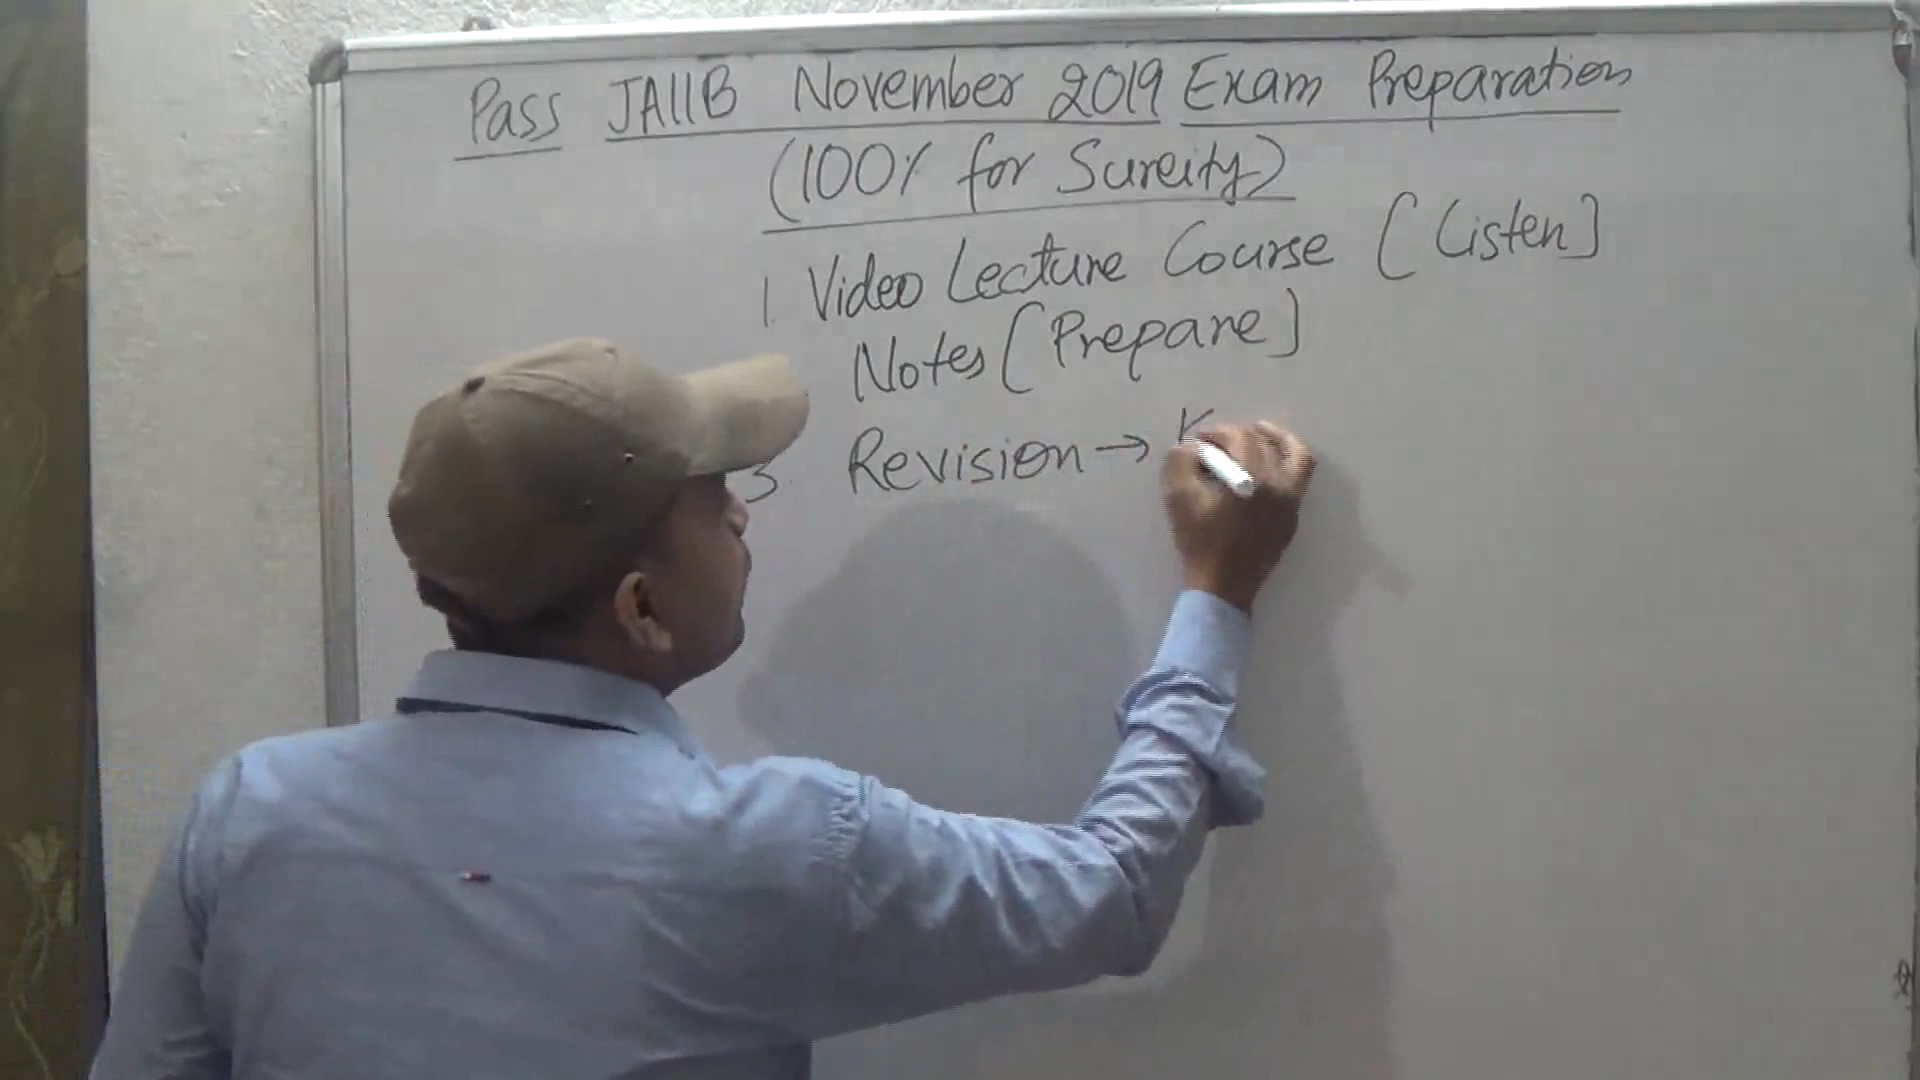 Pass JAIIB November 2019 Exam Preparation
(100% for Sureity)
1. Video Lecture Course [Listen]
Notes [Prepare]
3. Revision → K